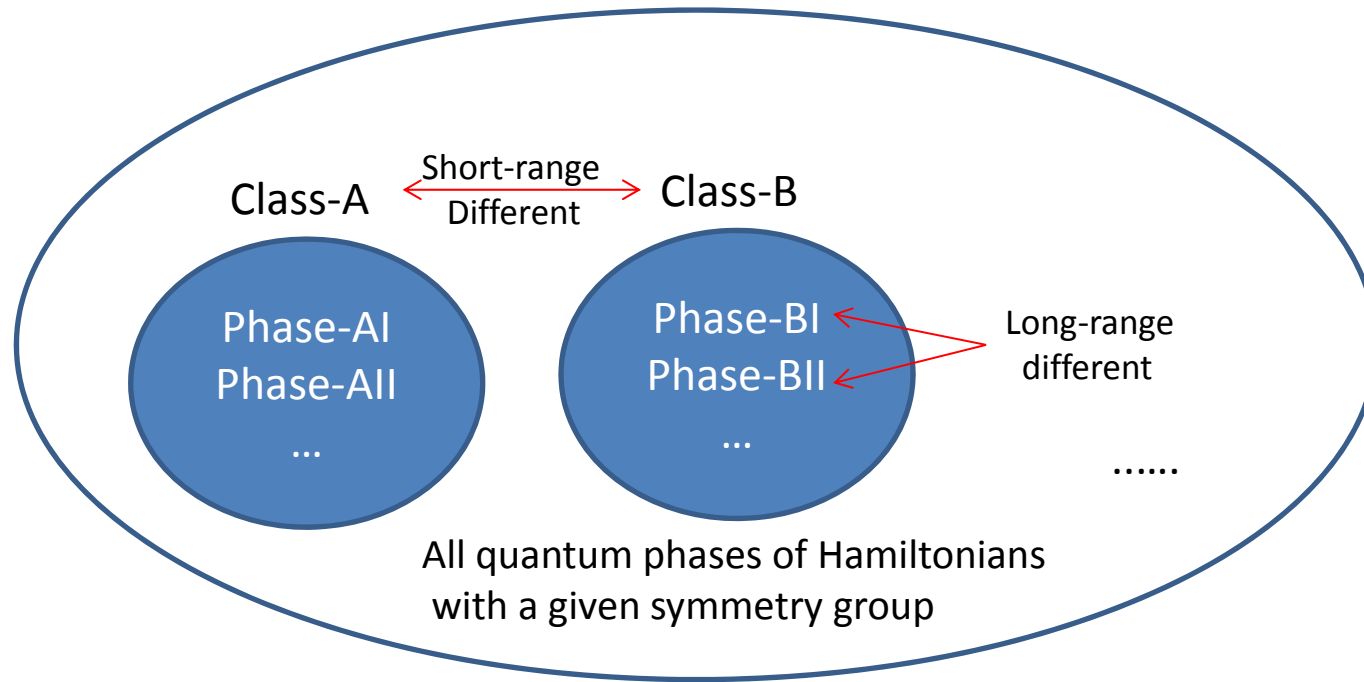 Short-range
Different
Class-A
Class-B
Phase-AI
Phase-AII
...
Phase-BI
Phase-BII
...
Long-range
different
......
All quantum phases of Hamiltonians
with a given symmetry group